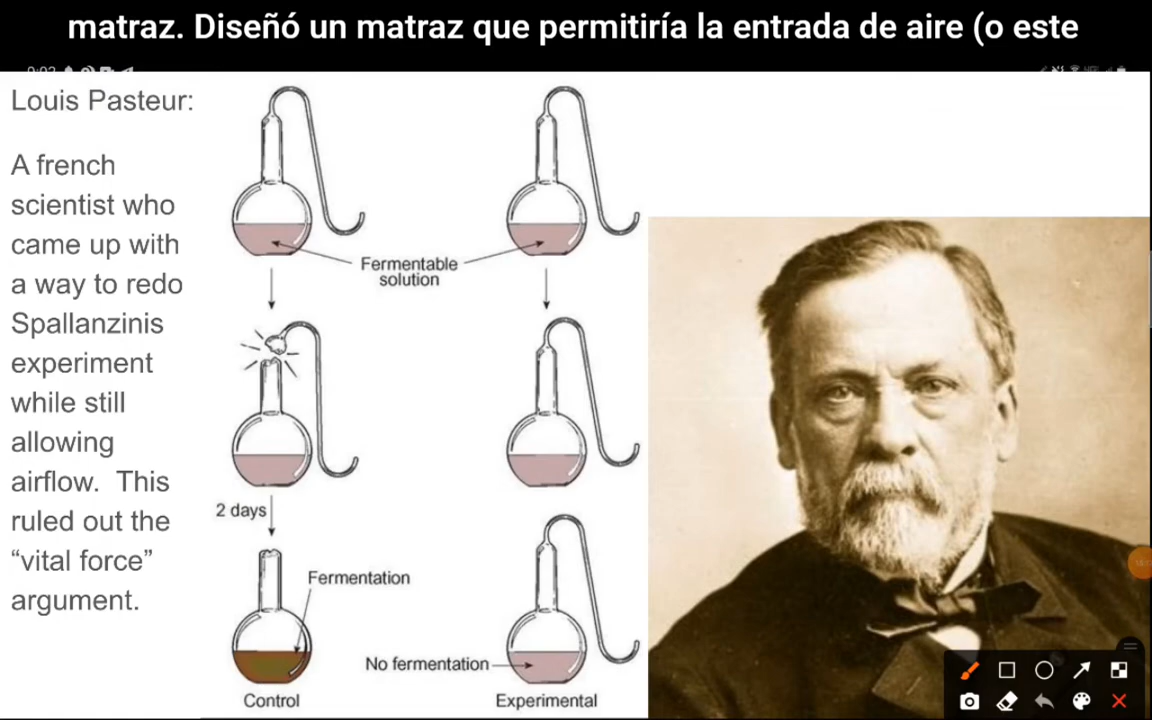 matraz. Diseñó un matraz que permitiría la entrada de aire (o este
Louis Pasteur:
A french
scientist who
came up with
a way to redo
Spallanzinis
experiment
while still
allowing
airflow.  This
ruled out the
“vital force”
argument.
Fermentable
solution
2 days
Fermentation
No fermentation
Control
Experimental